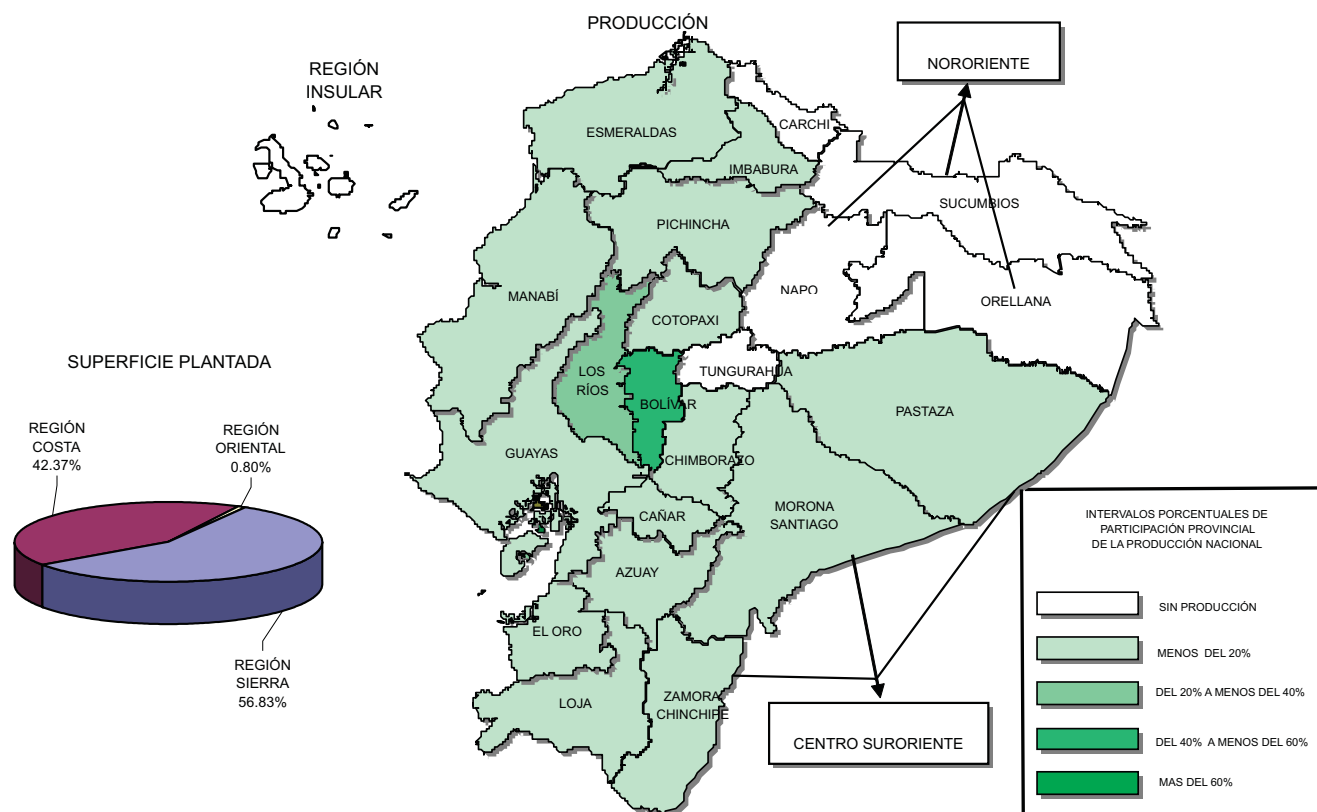 PRODUCCIÓN
NORORIENTE
REGIÓN
INSULAR
CARCHI
ESMERALDAS
IMBABURA
SUCUMBIOS
PICHINCHA
MANABÍ
NAPO
ORELLANA
COTOPAXI
SUPERFICIE PLANTADA
LOS
RÍOS
TUNGURAHUA
BOLÍVAR
PASTAZA
REGIÓN
COSTA
42.37%
REGIÓN
ORIENTAL
0.80%
GUAYAS
CHIMBORAZO
MORONA
SANTIAGO
CAÑAR
AZUAY
EL ORO
LOJA
ZAMORA
CHINCHIPE
REGIÓN
SIERRA
56.83%
CENTRO SURORIENTE
INTERVALOS PORCENTUALES DE
PARTICIPACIÓN PROVINCIAL
DE LA PRODUCCIÓN NACIONAL
SIN PRODUCCIÓN
MENOS DEL 20%
DEL 20% A MENOS DEL 40%
DEL 40% A MENOS DEL 60%
MAS DEL 60%